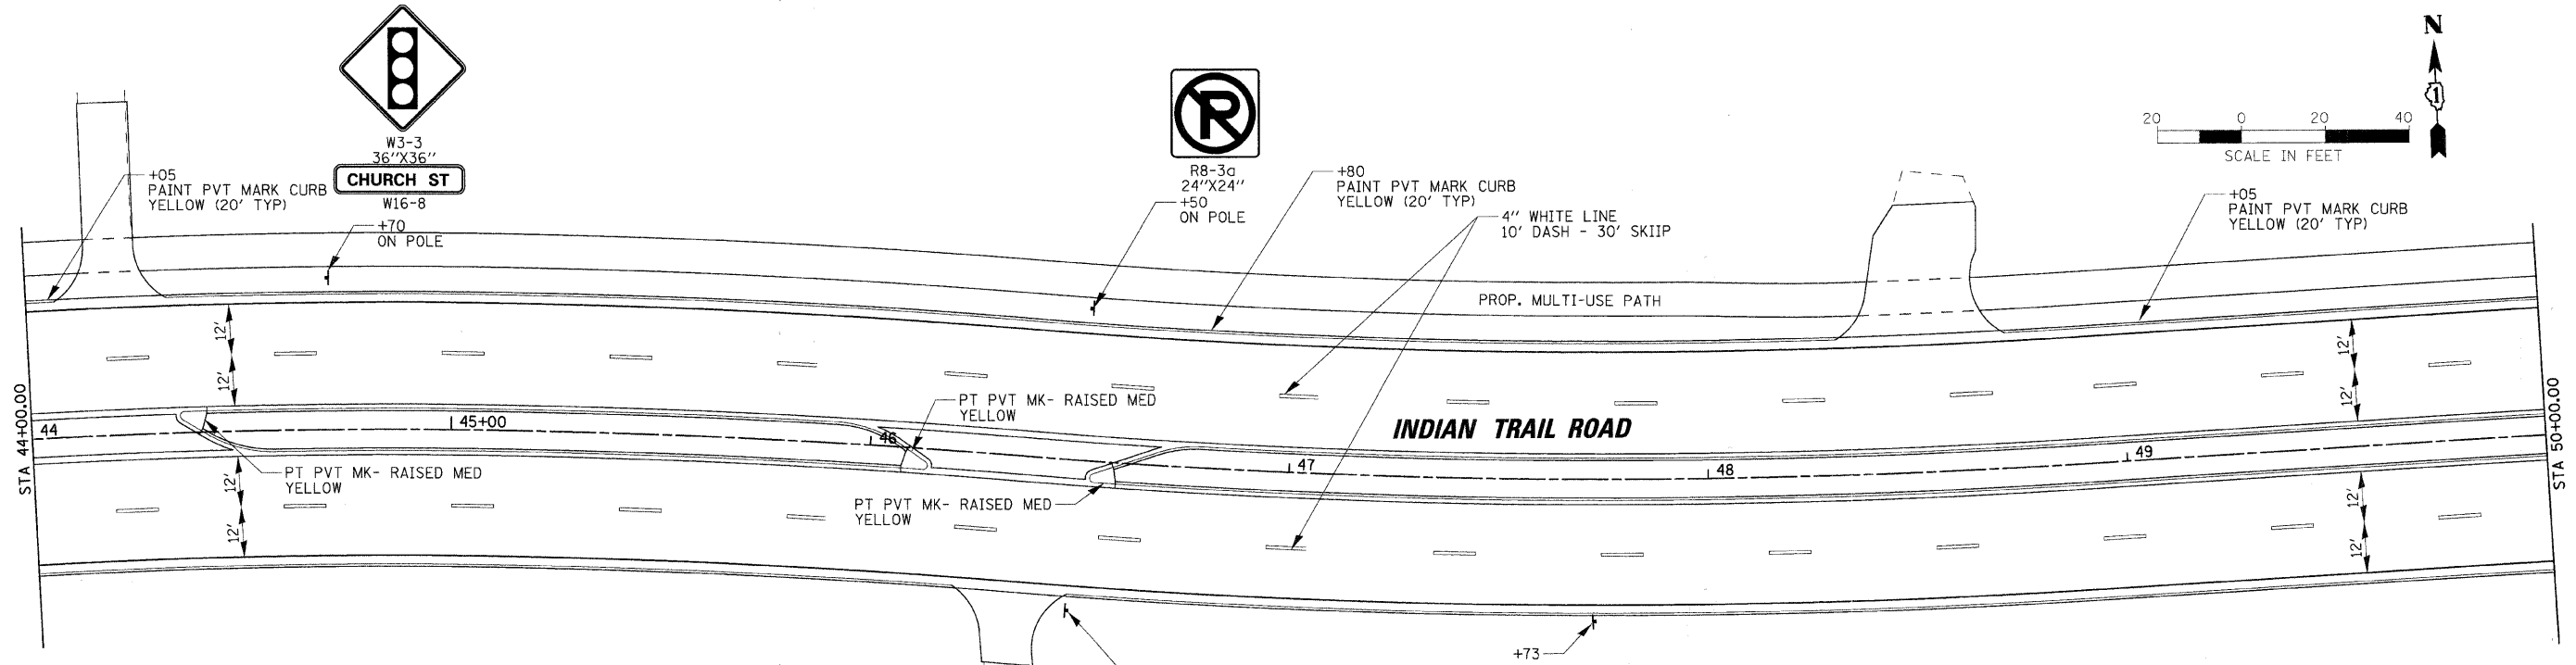 W3-3
36"X36"
CHURCH ST
W16-8
+70
ON POLE
+05
PAINT PVT MARK CURB
YELLOW (20' TYP)
R8-3a
24"X24"
+50
ON POLE
+80
PAINT PVT MARK CURB
YELLOW (20' TYP)
4" WHITE LINE
10' DASH - 30' SKIIP
+05
PAINT PVT MARK CURB
YELLOW (20' TYP)
N
1
20 0 20 40
SCALE IN FEET
PROP. MULTI-USE PATH
12'
12'
12'
12'
PT PVT MK- RAISED MED
YELLOW
INDIAN TRAIL ROAD
STA 44+00.00
44
45+00
46
47
48
49
STA 50+00.00
PT PVT MK- RAISED MED
YELLOW
PT PVT MK- RAISED MED
YELLOW
12'
12'
12'
12'
+73